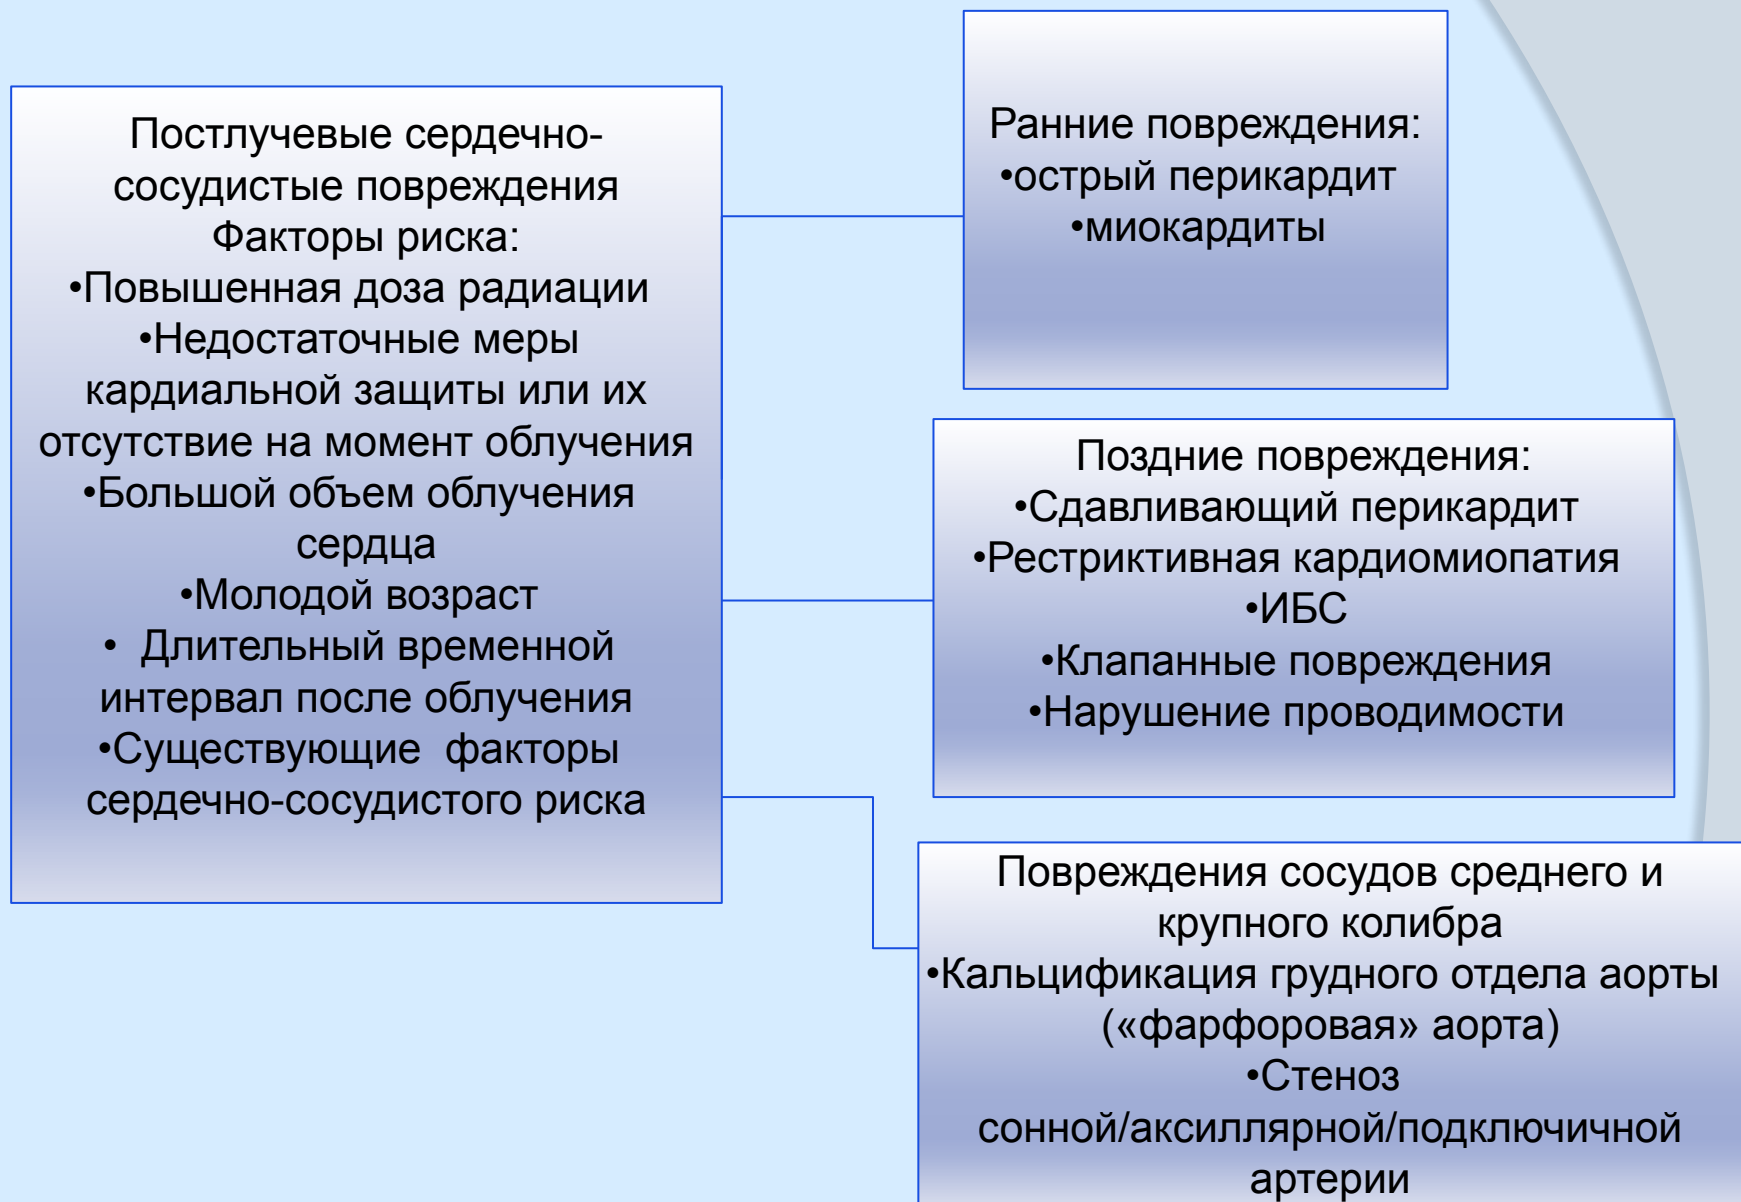 Постлучевые сердечно-
сосудистые повреждения
Факторы риска:
•Повышенная доза радиации
•Недостаточные меры
кардиальной защиты или их
отсутствие на момент облучения
•Большой объем облучения
сердца
•Молодой возраст
• Длительный временной
интервал после облучения
•Существующие факторы
сердечно-сосудистого риска
Ранние повреждения:
•острый перикардит
•миокардиты
Поздние повреждения:
•Сдавливающий перикардит
•Рестриктивная кардиомиопатия
•ИБС
•Клапанные повреждения
•Нарушение проводимости
Повреждения сосудов среднего и
крупного колибра
•Кальцификация грудного отдела аорты
(«фарфоровая» аорта)
•Стеноз
сонной/аксиллярной/подключичной
артерии